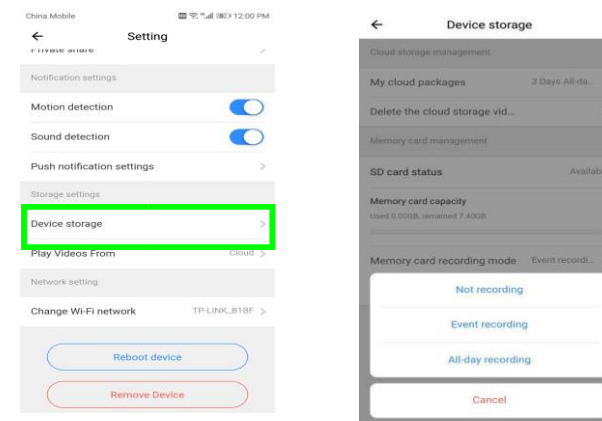 China Mobile 12:00 PM
Setting
Private share
Notification settings
Motion detection
Sound detection
Push notification settings
Storage settings
Device storage
Play Videos From Cloud
Network setting
Change Wi-Fi network TP-LINK_B1BF
Reboot device
Remove Device
Device storage
Cloud storage management
My cloud packages 3 Days All-da...
Delete the cloud storage vid...
Memory card management
SD card status Availab
Memory card capacity
Used 0.00GB, remained 7.40GB
Memory card recording mode Event recordi...
Not recording
Event recording
All-day recording
Cancel